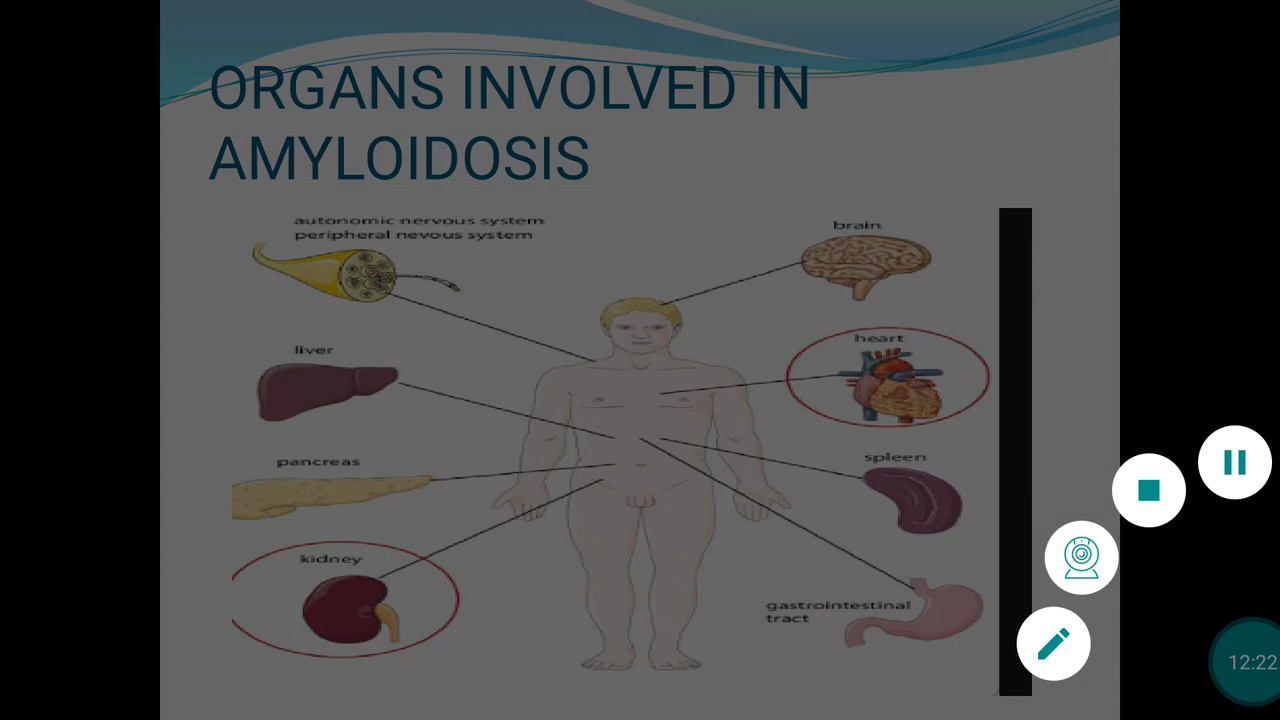 ORGANS INVOLVED IN
AMYLOIDOSIS
autonomic nervous system
peripheral nevous system
brain
liver
heart
pancreas
spleen
kidney
gastrointestinal
tract
12:22